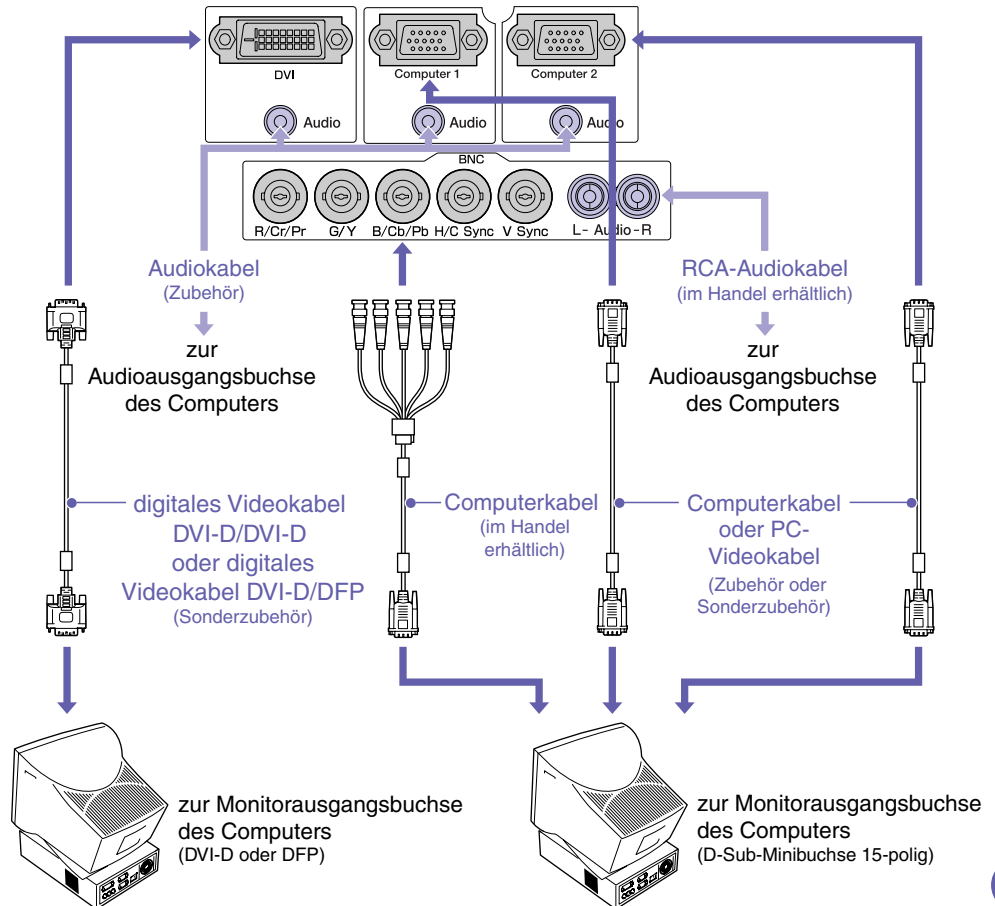 DVI
Computer 1
Computer 2
Audio
Audio
Audio
BNC
R/Cr/Pr
G/Y
B/Cb/Pb
H/C Sync
V Sync
L- Audio -R
Audiokabel
(Zubehör)
zur
Audioausgangsbuchse
des Computers
RCA-Audiokabel
(im Handel erhältlich)
zur
Audioausgangsbuchse
des Computers
digitales Videokabel
DVI-D/DVI-D
oder digitales
Videokabel DVI-D/DFP
(Sonderzubehör)
Computerkabel
(im Handel
erhältlich)
Computerkabel
oder PC-
Videokabel
(Zubehör oder
Sonderzubehör)
zur Monitorausgangsbuchse
des Computers
(DVI-D oder DFP)
zur Monitorausgangsbuchse
des Computers
(D-Sub-Minibuchse 15-polig)